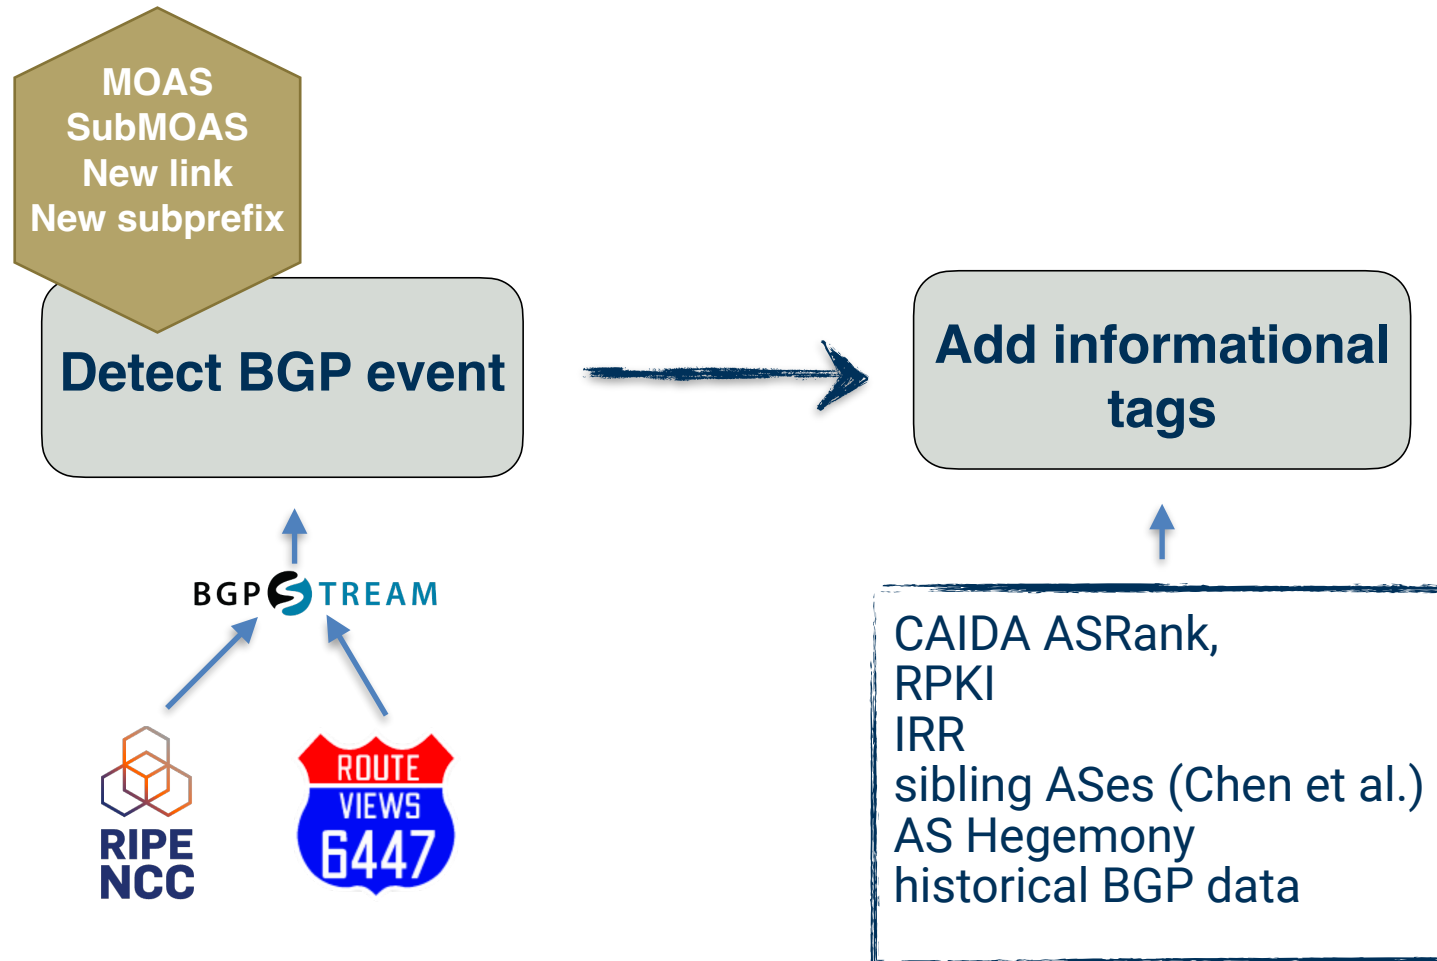 MOAS
SubMOAS
New link
New subprefix
Detect BGP event
Add informational
tags
BGPSTREAM
RIPE
NCC
ROUTE
VIEWS
6447
CAIDA ASRank,
RPKI
IRR
sibling ASes (Chen et al.)
AS Hegemony
historical BGP data